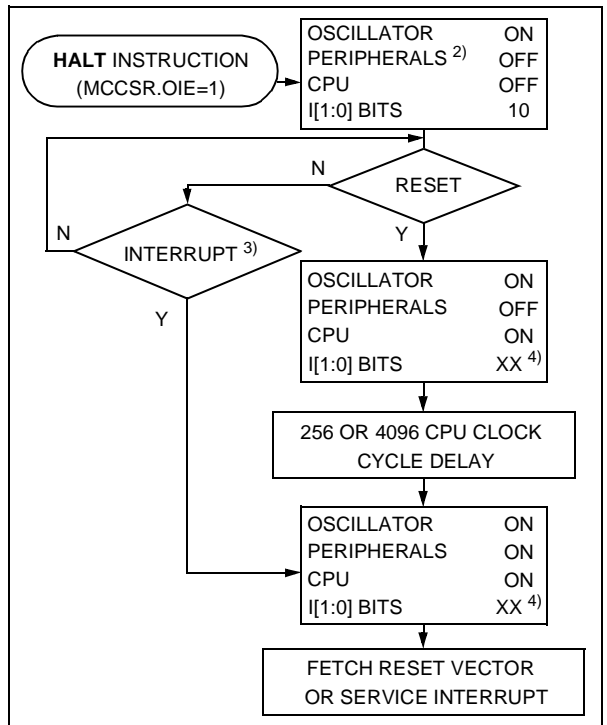 HALT INSTRUCTION
(MCCSR.OIE=1)
OSCILLATOR ON
PERIPHERALS 2) OFF
CPU OFF
I[1:0] BITS 10
N
RESET
N
INTERRUPT 3)
Y
Y
OSCILLATOR ON
PERIPHERALS OFF
CPU ON
I[1:0] BITS XX 4)
256 OR 4096 CPU CLOCK
CYCLE DELAY
OSCILLATOR ON
PERIPHERALS ON
CPU ON
I[1:0] BITS XX 4)
FETCH RESET VECTOR
OR SERVICE INTERRUPT